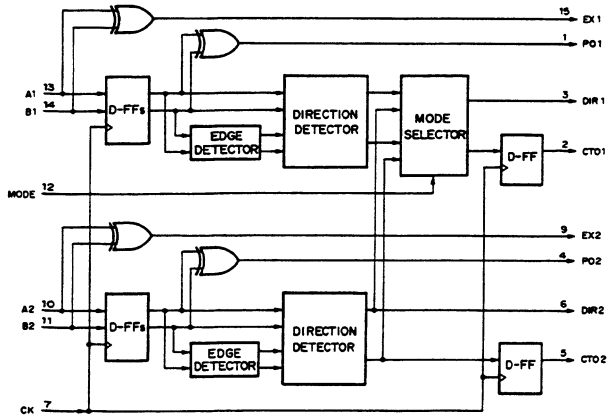 15 EX1
1 PO1
A1 13
B1 14
D-FFs
EDGE
DETECTOR
DIRECTION
DETECTOR
MODE
SELECTOR
3 DIR1
D-FF
2 CTO1
MODE 12
9 EX2
4 PO2
A2 10
B2 11
D-FFs
EDGE
DETECTOR
DIRECTION
DETECTOR
6 DIR2
D-FF
5 CTO2
CK 7